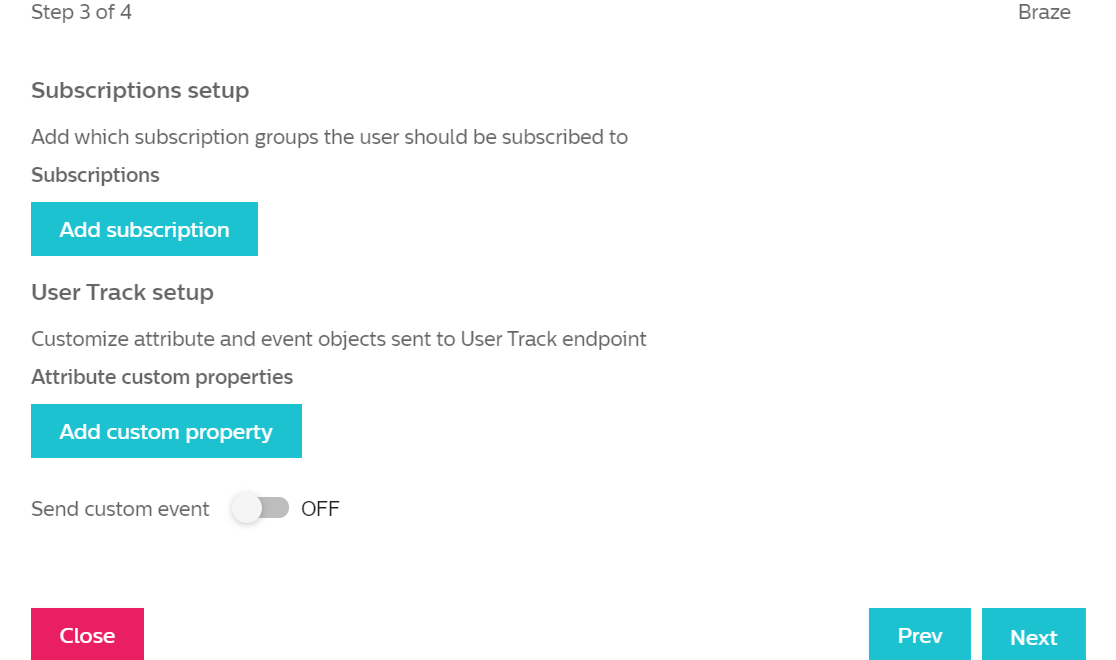 Step 3 of 4
Braze
Subscriptions setup
Add which subscription groups the user should be subscribed to
Subscriptions
Add subscription
User Track setup
Customize attribute and event objects sent to User Track endpoint
Attribute custom properties
Add custom property
Send custom event OFF
Close
Prev
Next